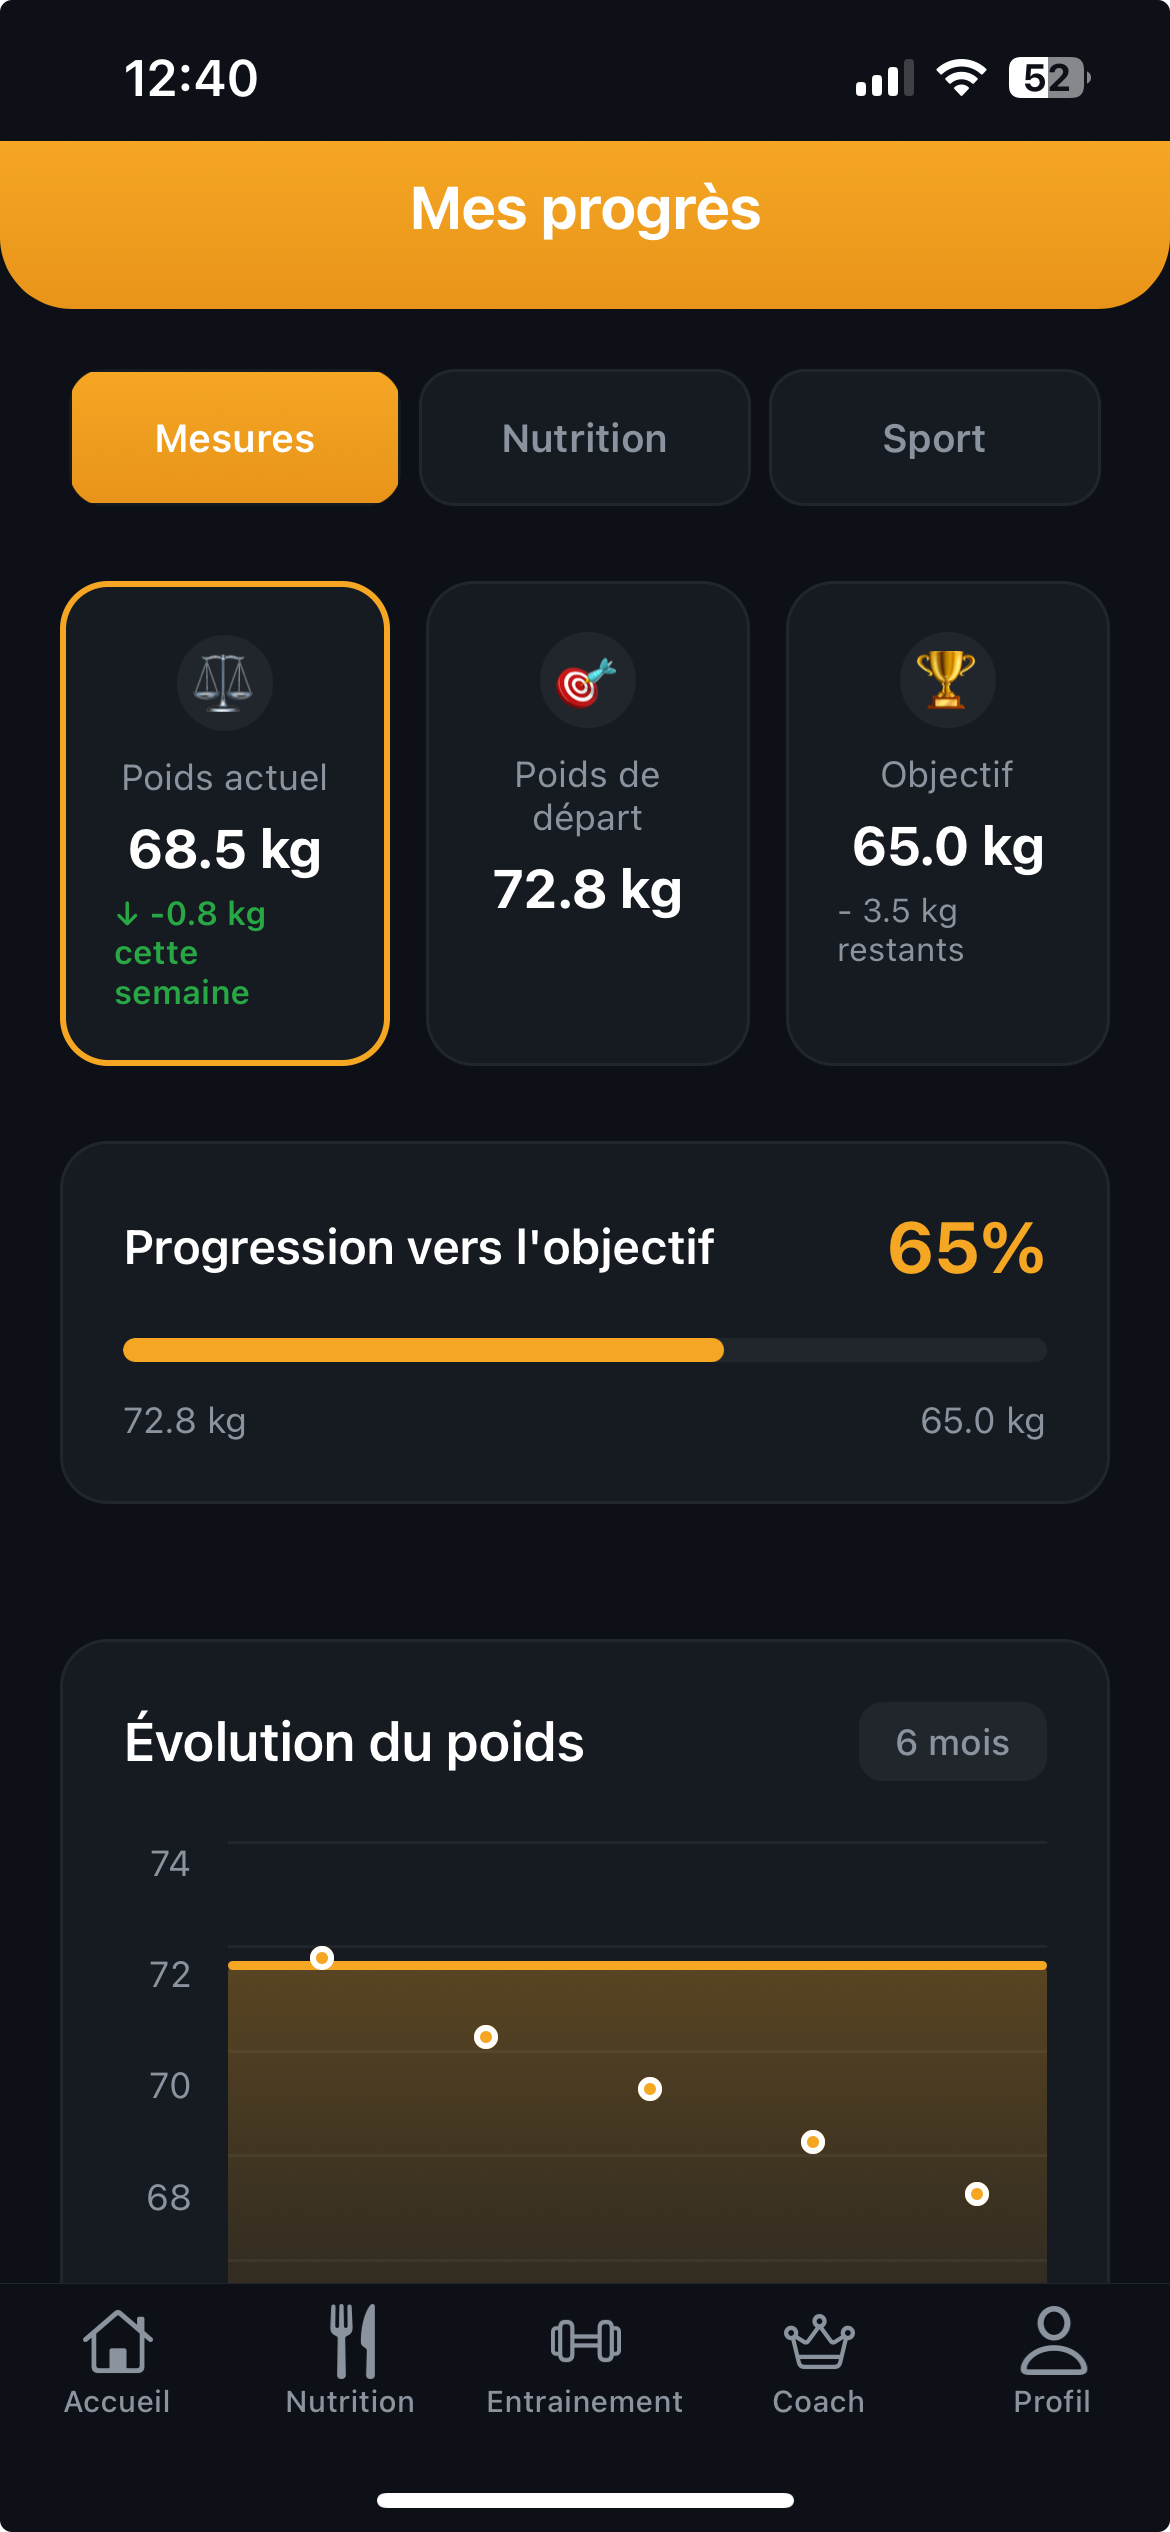 12:40
52
Mes progrès
Mesures
Nutrition
Sport
Poids actuel
68.5 kg
↓ -0.8 kg
cette
semaine
Poids de
départ
72.8 kg
Objectif
65.0 kg
- 3.5 kg
restants
Progression vers l'objectif
65%
72.8 kg
65.0 kg
Évolution du poids
6 mois
74
72
70
68
Accueil
Nutrition
Entrainement
Coach
Profil